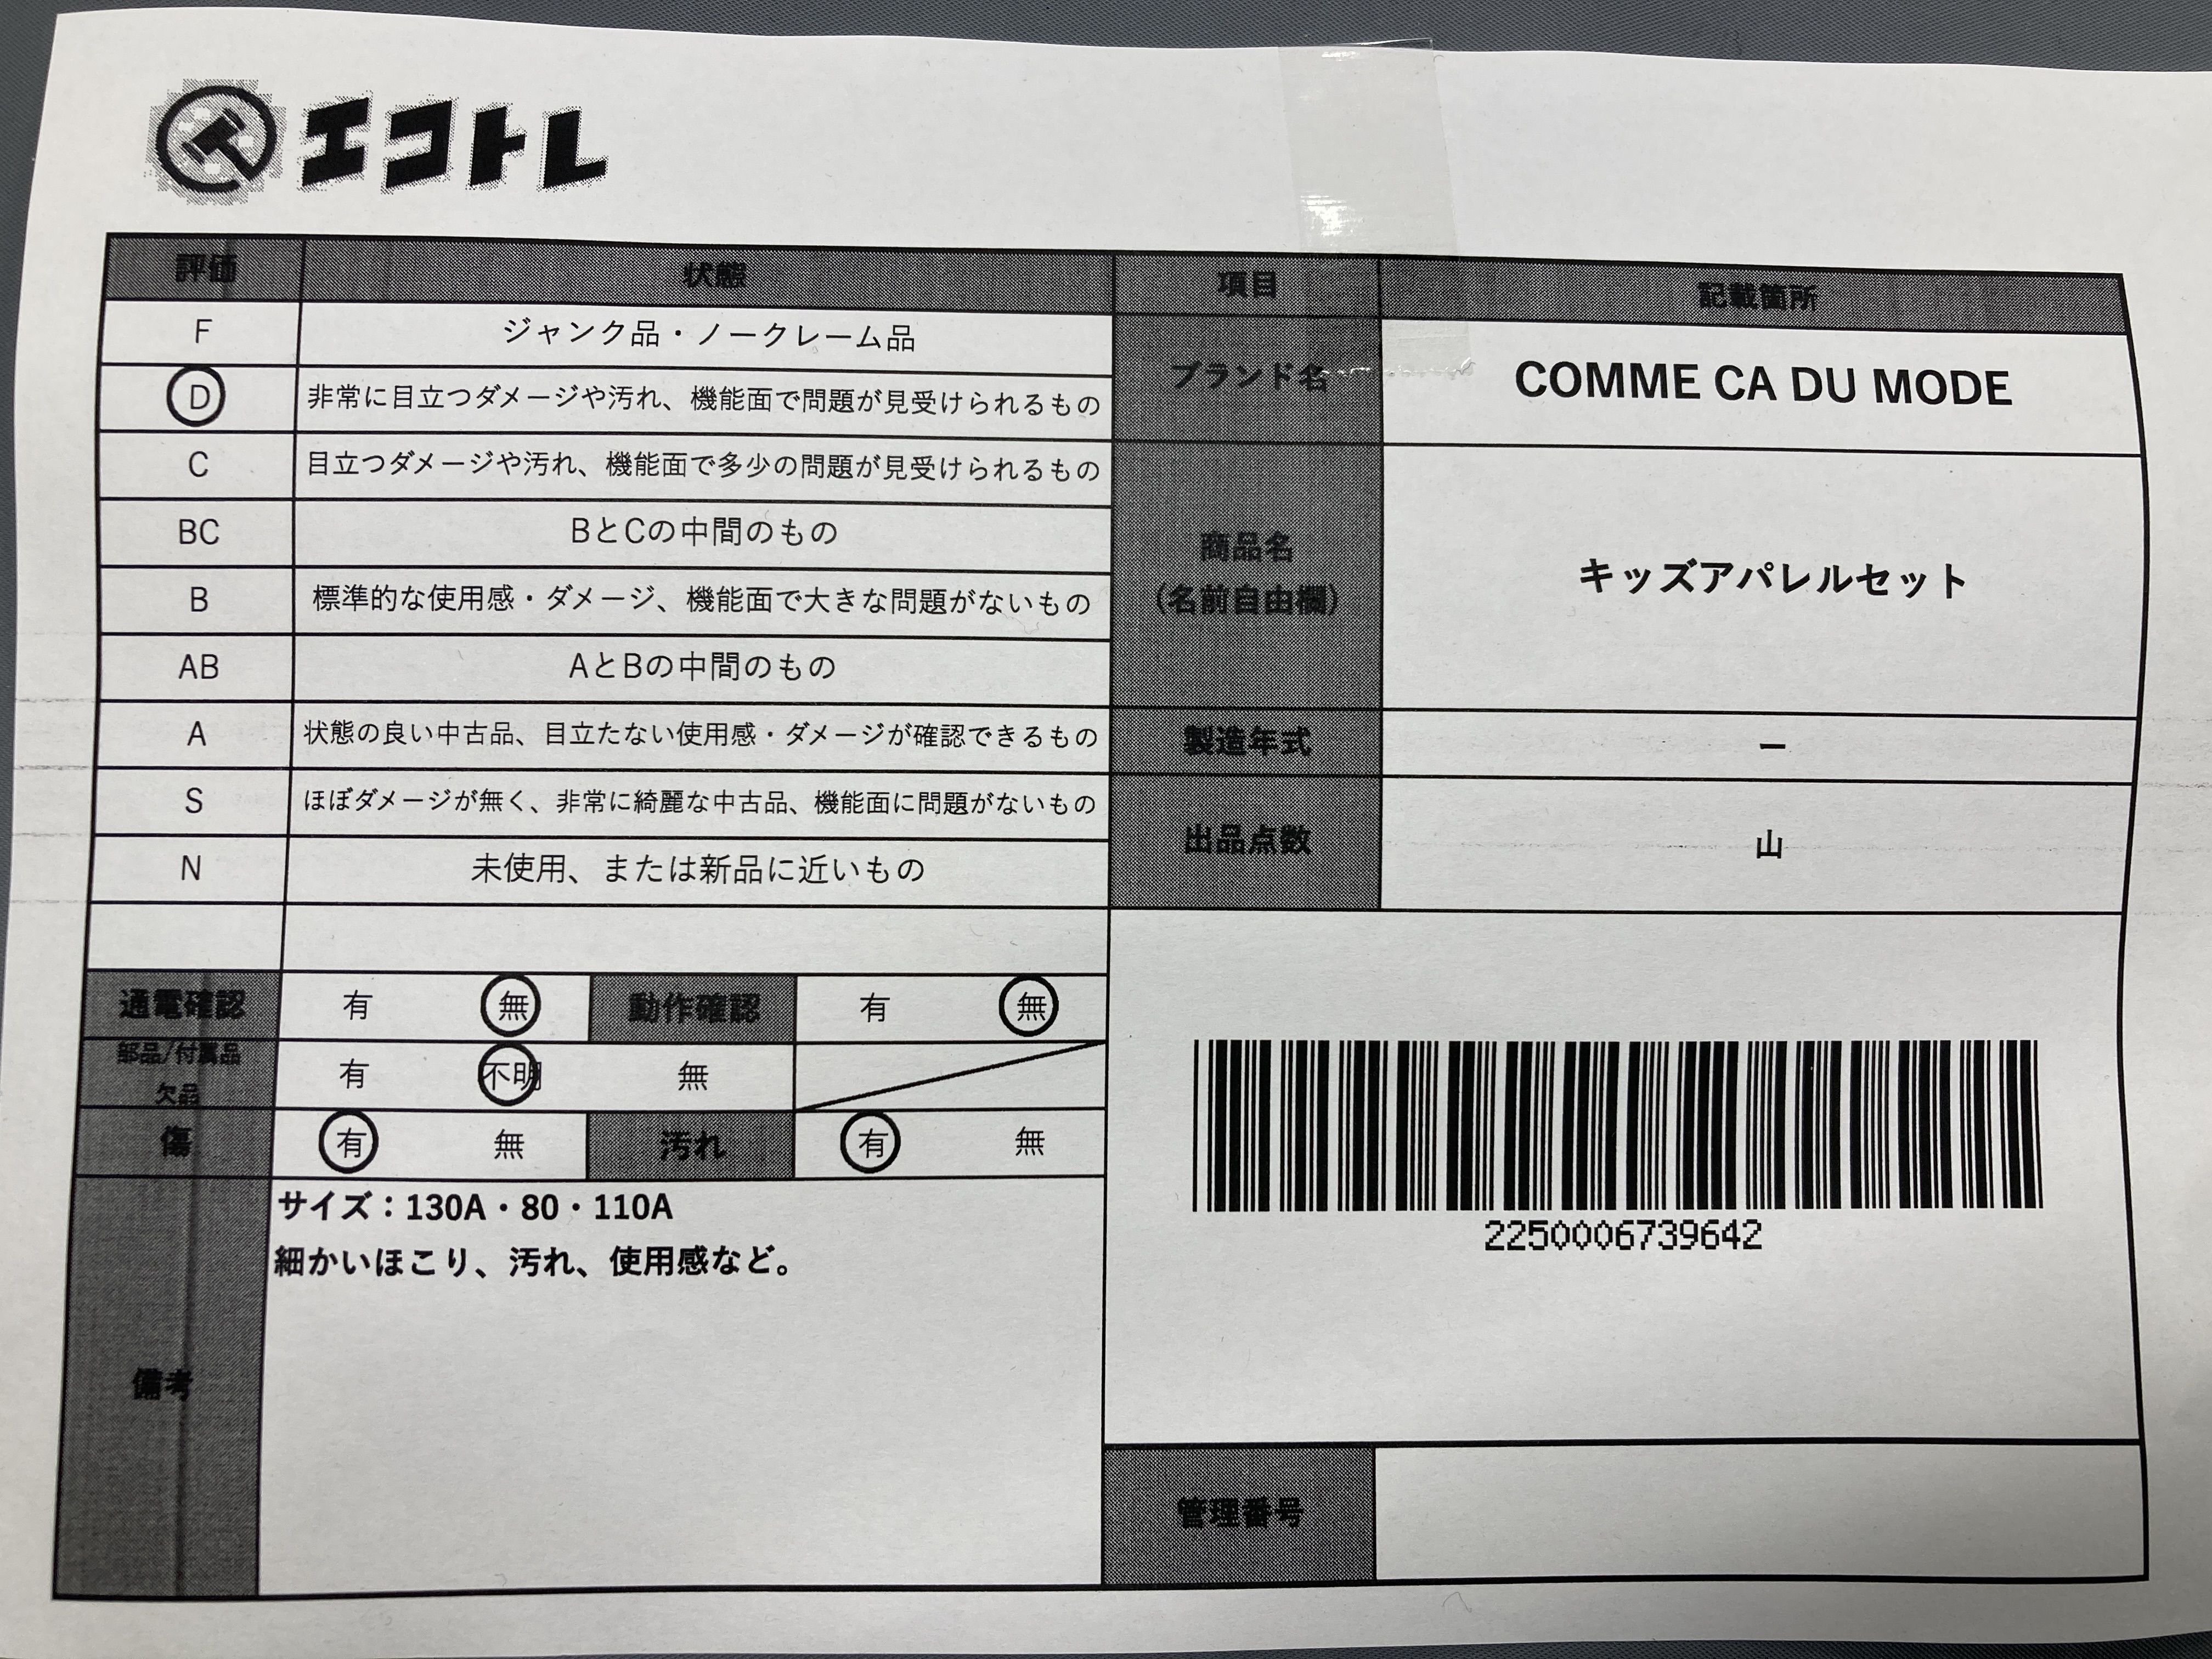 エコトレ
評価 状態 項目 記載箇所
F ジャンク品・ノークレーム品
D 非常に目立つダメージや汚れ、機能面で問題が見受けられるもの
ブランド名 COMME CA DU MODE
C 目立つダメージや汚れ、機能面で多少の問題が見受けられるもの
BC BとCの中間のもの
商品名
(名前自由欄)
キッズアパレルセット
B 標準的な使用感・ダメージ、機能面で大きな問題がないもの
AB AとBの中間のもの
A 状態の良い中古品、目立たない使用感・ダメージが確認できるもの
製造年式 ー
S ほぼダメージが無く、非常に綺麗な中古品、機能面に問題がないもの
出品点数 山
N 未使用、または新品に近いもの
通電確認 有 無 動作確認 有 無
部品/付属品
欠品
有 不明 無
傷 有 無 汚れ 有 無
備考
サイズ：130A・80・110A
細かいほこり、汚れ、使用感など。
2250006739642
管理番号